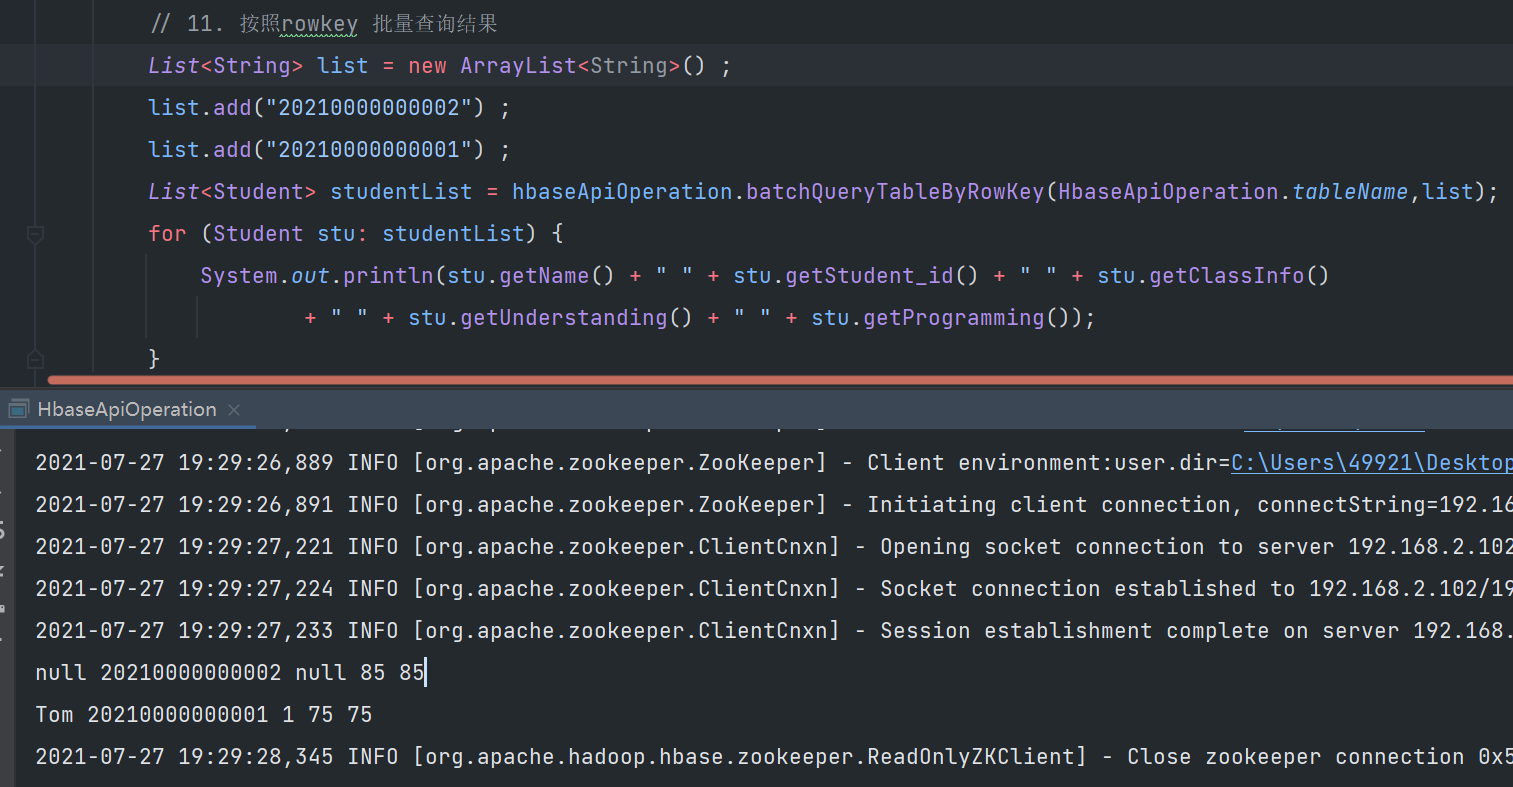 // 11. 按照rowkey 批量查询结果
List<String> list = new ArrayList<String>() ;
list.add("20210000000002") ;
list.add("20210000000001") ;
List<Student> studentList = hbaseApiOperation.batchQueryTableByRowKey(HbaseApiOperation.tableName,list);
for (Student stu: studentList) {
System.out.println(stu.getName() + " " + stu.getStudent_id() + " " + stu.getClassInfo()
+ " " + stu.getUnderstanding() + " " + stu.getProgramming());
}
HbaseApiOperation
2021-07-27 19:29:26,889 INFO [org.apache.zookeeper.ZooKeeper] - Client environment:user.dir=C:\Users\49921\Desktop
2021-07-27 19:29:26,891 INFO [org.apache.zookeeper.ZooKeeper] - Initiating client connection, connectString=192.16
2021-07-27 19:29:27,221 INFO [org.apache.zookeeper.ClientCnxn] - Opening socket connection to server 192.168.2.102
2021-07-27 19:29:27,224 INFO [org.apache.zookeeper.ClientCnxn] - Socket connection established to 192.168.2.102/19
2021-07-27 19:29:27,233 INFO [org.apache.zookeeper.ClientCnxn] - Session establishment complete on server 192.168.
null 20210000000002 null 85 85
Tom 20210000000001 1 75 75
2021-07-27 19:29:28,345 INFO [org.apache.hadoop.hbase.zookeeper.ReadOnlyZKClient] - Close zookeeper connection 0x5